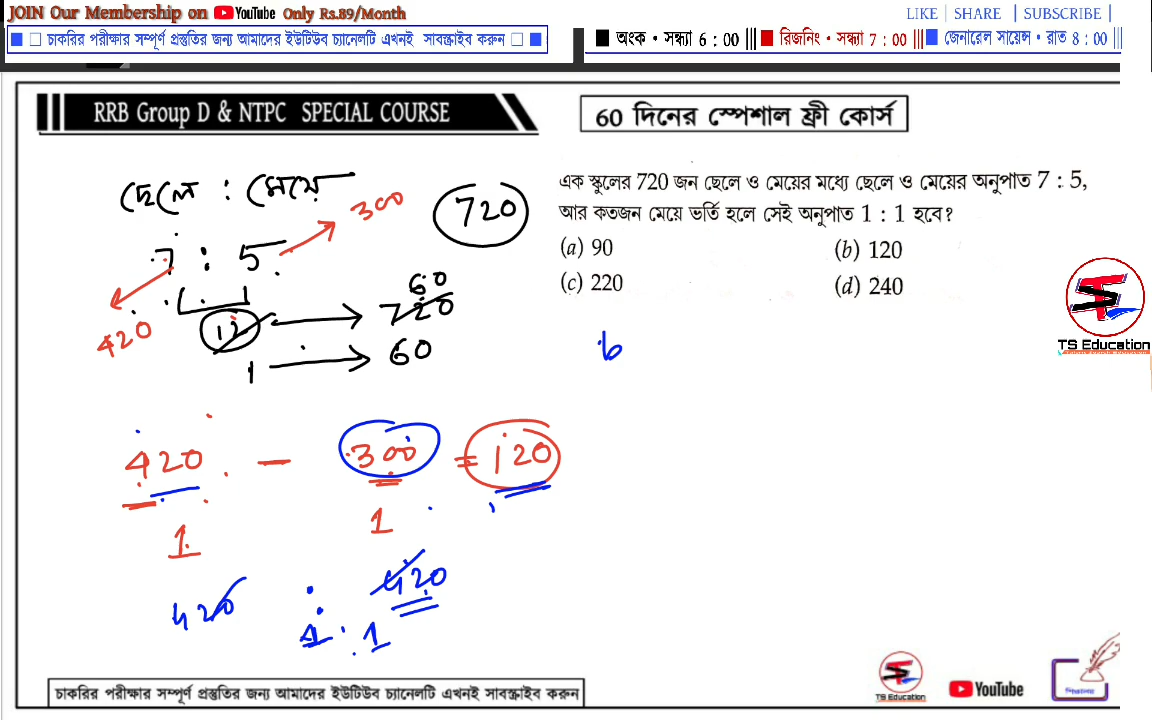 JOIN Our Membership on YouTube Only Rs.89/Month
LIKE | SHARE | SUBSCRIBE |
■ □ চাকরির পরীক্ষার সম্পূর্ণ প্রস্তুতির জন্য আমাদের ইউটিউব চ্যানেলটি এখনই সাবস্ক্রাইব করুন □ ■
■ অংক • সন্ধ্যা 6 : 00 ||| ■ রিজনিং • সন্ধ্যা 7 : 00 ||| ■ জেনারেল সায়েন্স • রাত 8 : 00 |||
RRB Group D & NTPC SPECIAL COURSE
60 দিনের স্পেশাল ফ্রী কোর্স
এক স্কুলের 720 জন ছেলে ও মেয়ের মধ্যে ছেলে ও মেয়ের অনুপাত 7 : 5,
আর কতজন মেয়ে ভর্তি হলে সেই অনুপাত 1 : 1 হবে?
(a) 90 (b) 120
(c) 220 (d) 240
ছেলে : মেয়ে
720
300
7 : 5
420
60
12 → 720
1 → 60
b
420 - 300 = 120
1 1
420 : 420
1 : 1
TS Education
চাকরির পরীক্ষার সম্পূর্ণ প্রস্তুতির জন্য আমাদের ইউটিউব চ্যানেলটি এখনই সাবস্ক্রাইব করুন
TS Education
YouTube